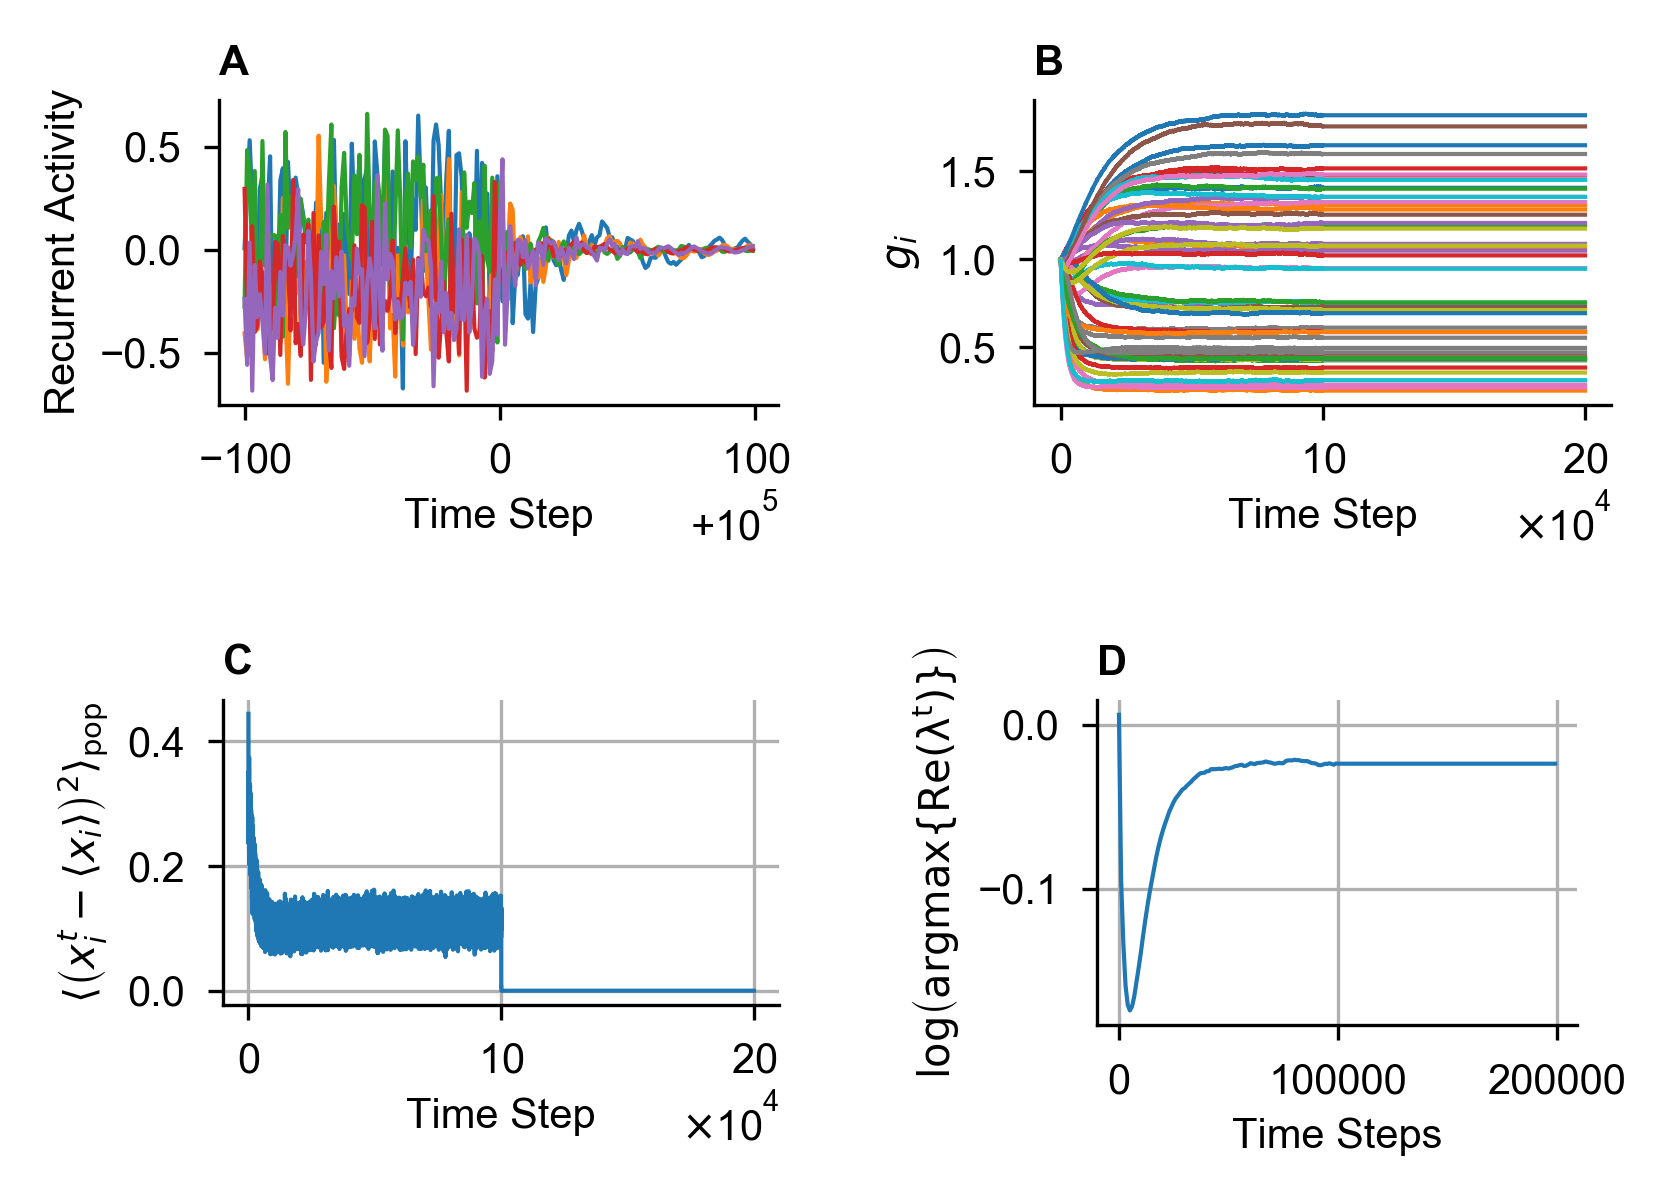 A
Recurrent Activity
0.5
0.0
−0.5
−100
0
100
Time Step
+10^5
B
g_i
1.5
1.0
0.5
0
10
20
Time Step
×10^4
C
⟨(x_i^t − ⟨x_i⟩)^2⟩_pop
0.4
0.2
0.0
0
10
20
Time Step
×10^4
D
log(argmax{Re(λ^t)})
0.0
−0.1
0
100000
200000
Time Steps